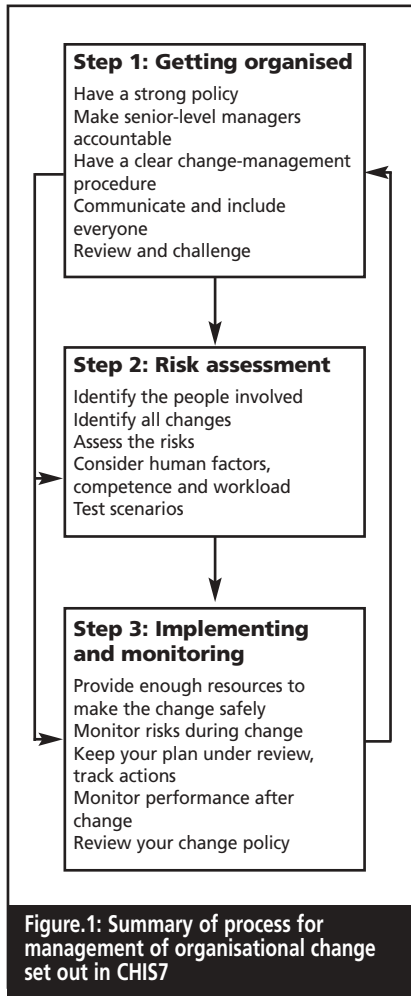 Step 1: Getting organised
Have a strong policy
Make senior-level managers
accountable
Have a clear change-management
procedure
Communicate and include
everyone
Review and challenge
Step 2: Risk assessment
Identify the people involved
Identify all changes
Assess the risks
Consider human factors,
competence and workload
Test scenarios
Step 3: Implementing
and monitoring
Provide enough resources to
make the change safely
Monitor risks during change
Keep your plan under review,
track actions
Monitor performance after
change
Review your change policy
Figure.1: Summary of process for
management of organisational change
set out in CHIS7